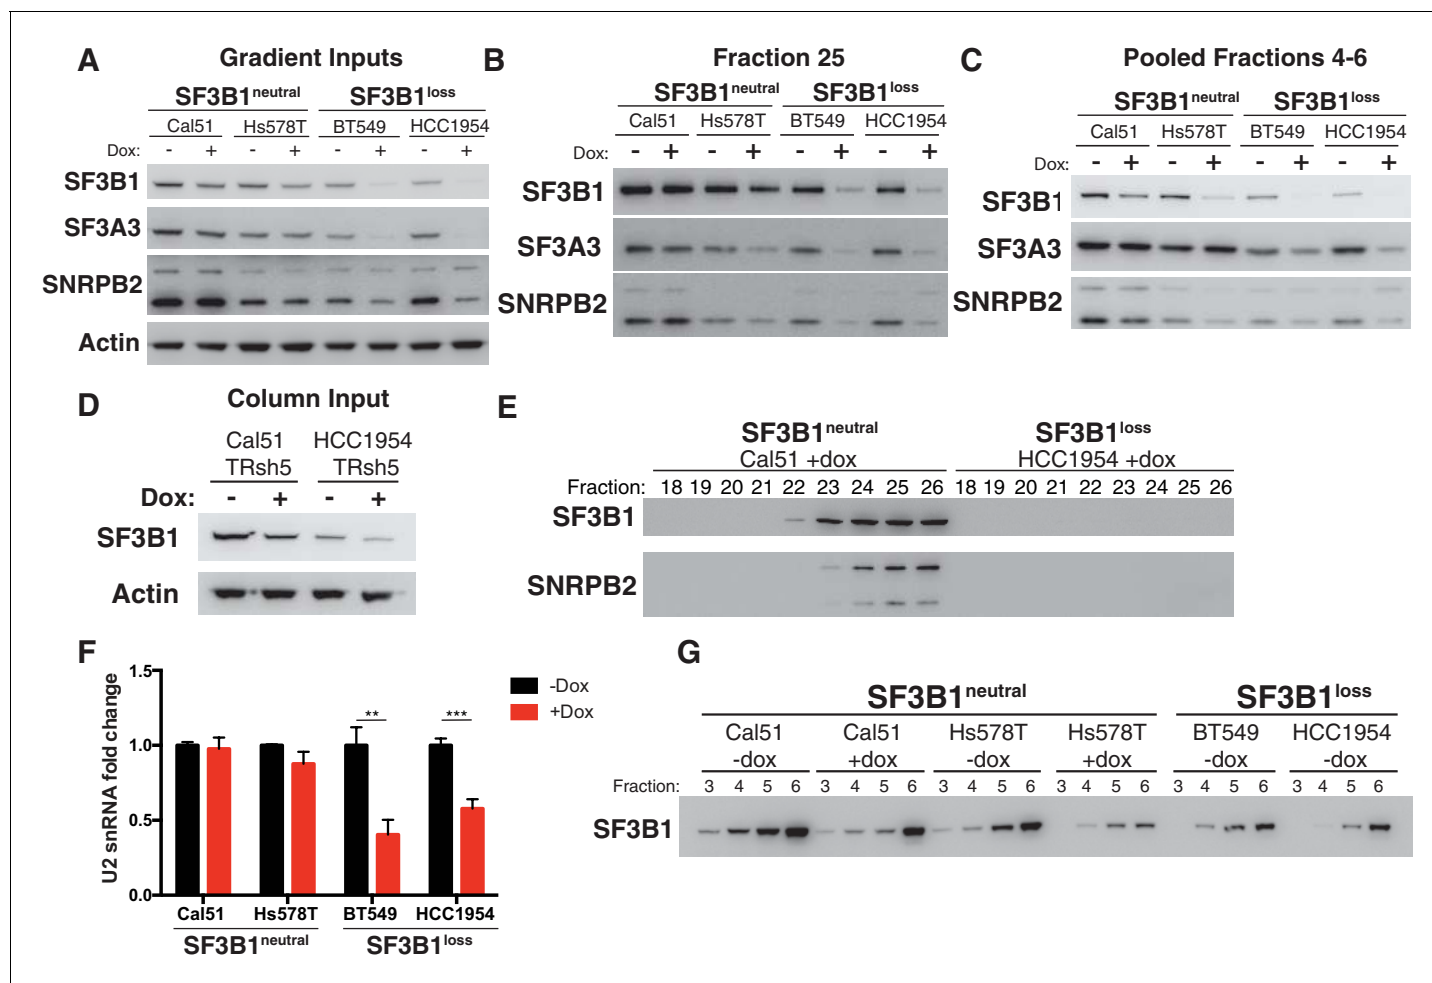 A
Gradient Inputs
SF3B1neutral SF3B1loss
Cal51 Hs578T BT549 HCC1954
Dox: - + - + - + - +
SF3B1
SF3A3
SNRPB2
Actin
B
Fraction 25
SF3B1neutral SF3B1loss
Cal51 Hs578T BT549 HCC1954
Dox: - + - + - + - +
SF3B1
SF3A3
SNRPB2
C
Pooled Fractions 4-6
SF3B1neutral SF3B1loss
Cal51 Hs578T BT549 HCC1954
Dox: - + - + - + - +
SF3B1
SF3A3
SNRPB2
D
Column Input
Cal51 HCC1954
TRsh5 TRsh5
Dox: - + - +
SF3B1
Actin
E
SF3B1neutral SF3B1loss
Cal51 +dox HCC1954 +dox
Fraction: 18 19 20 21 22 23 24 25 26 18 19 20 21 22 23 24 25 26
SF3B1
SNRPB2
F
U2 snRNA fold change
1.5
1.0
0.5
0.0
** ***
-Dox
+Dox
Cal51 Hs578T BT549 HCC1954
SF3B1neutral SF3B1loss
G
SF3B1neutral SF3B1loss
Cal51 Cal51 Hs578T Hs578T BT549 HCC1954
-dox +dox -dox +dox -dox -dox
Fraction: 3 4 5 6 3 4 5 6 3 4 5 6 3 4 5 6 3 4 5 6 3 4 5 6
SF3B1